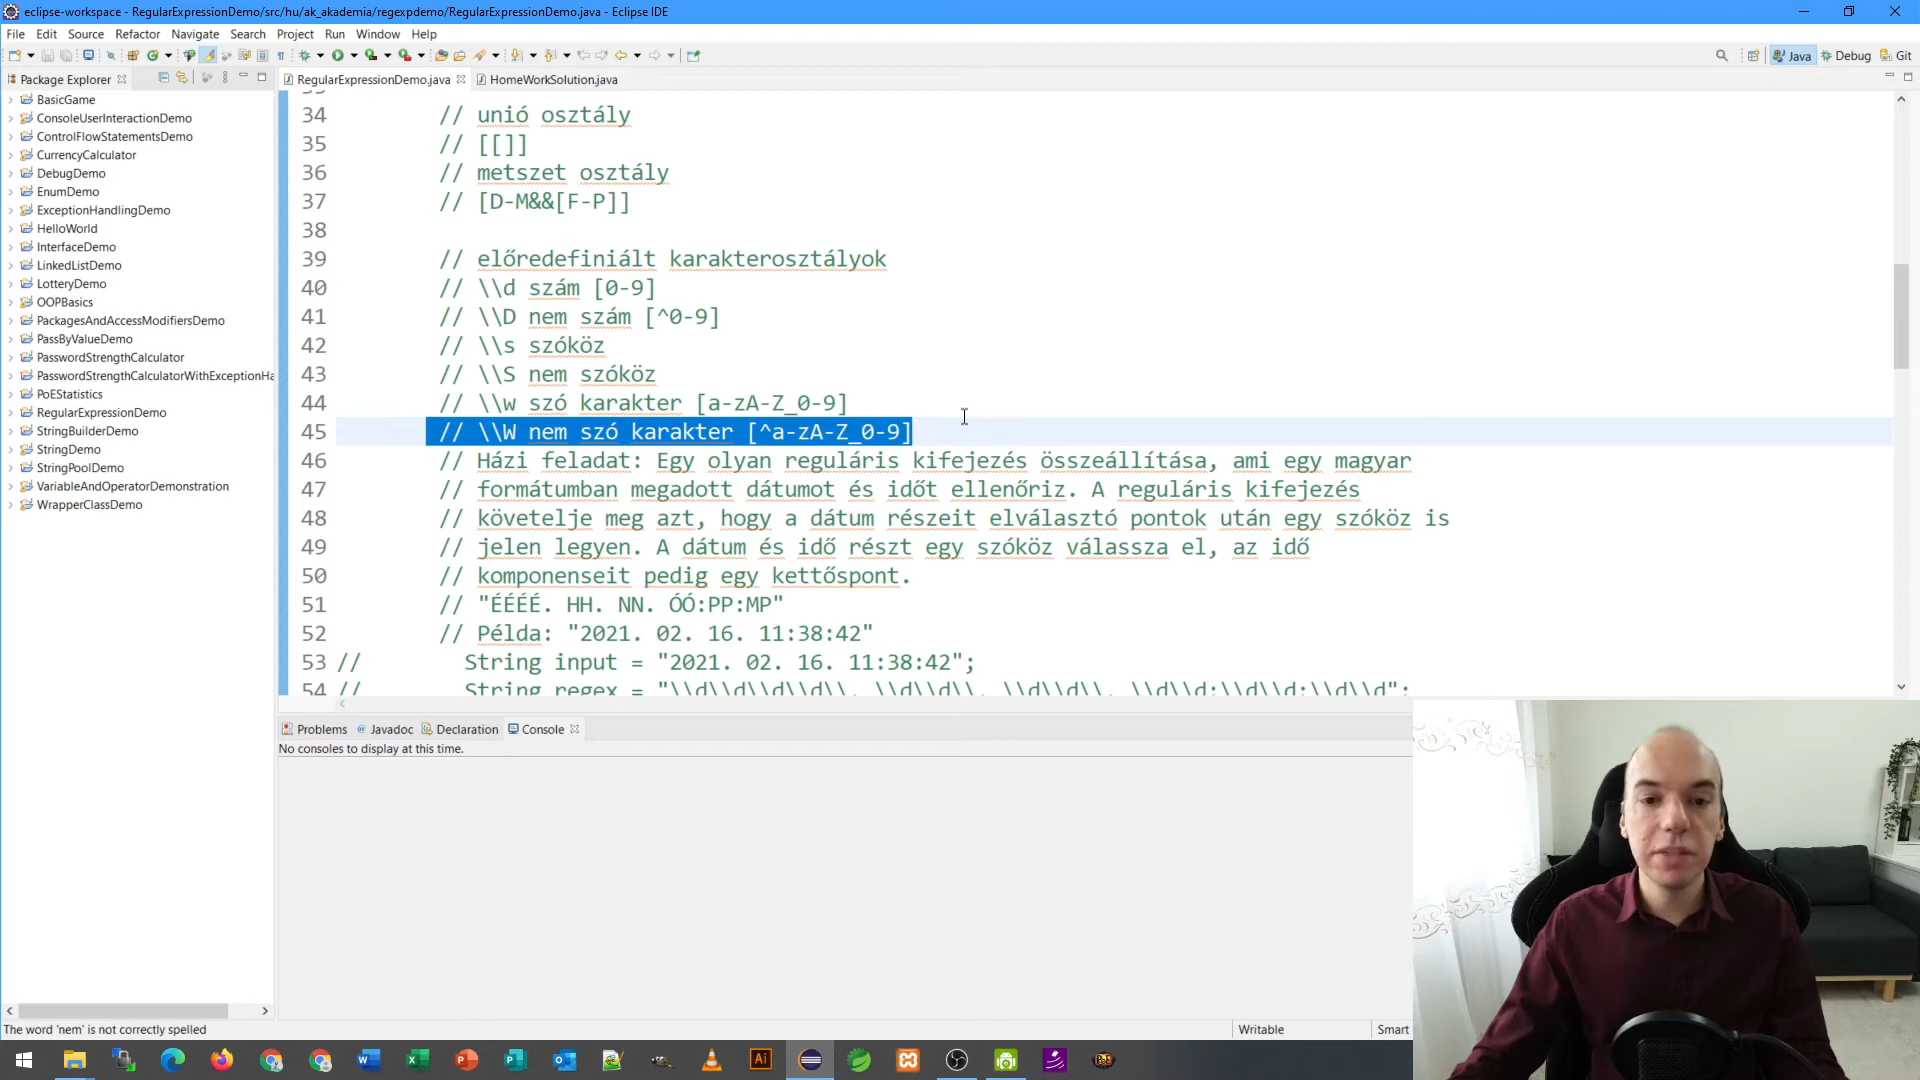 eclipse-workspace - RegularExpressionDemo/src/hu/ak_akademia/regexpdemo/RegularExpressionDemo.java - Eclipse IDE
File Edit Source Refactor Navigate Search Project Run Window Help
Java Debug Git
Package Explorer
RegularExpressionDemo.java HomeWorkSolution.java
BasicGame
ConsoleUserInteractionDemo
ControlFlowStatementsDemo
CurrencyCalculator
DebugDemo
EnumDemo
ExceptionHandlingDemo
HelloWorld
InterfaceDemo
LinkedListDemo
LotteryDemo
OOPBasics
PackagesAndAccessModifiersDemo
PassByValueDemo
PasswordStrengthCalculator
PasswordStrengthCalculatorWithExceptionHa
PoEStatistics
RegularExpressionDemo
StringBuilderDemo
StringDemo
StringPoolDemo
VariableAndOperatorDemonstration
WrapperClassDemo
34 // unió osztály
35 // [[]]
36 // metszet osztály
37 // [D-M&&[F-P]]
38
39 // előredefiniált karakterosztályok
40 // \\d szám [0-9]
41 // \\D nem szám [^0-9]
42 // \\s szóköz
43 // \\S nem szóköz
44 // \\w szó karakter [a-zA-Z_0-9]
45 // \\W nem szó karakter [^a-zA-Z_0-9]
46 // Házi feladat: Egy olyan reguláris kifejezés összeállítása, ami egy magyar
47 // formátumban megadott dátumot és időt ellenőriz. A reguláris kifejezés
48 // követelje meg azt, hogy a dátum részeit elválasztó pontok után egy szóköz is
49 // jelen legyen. A dátum és idő részt egy szóköz válassza el, az idő
50 // komponenseit pedig egy kettőspont.
51 // "ÉÉÉÉ. HH. NN. ÓÓ:PP:MP"
52 // Példa: "2021. 02. 16. 11:38:42"
53 // String input = "2021. 02. 16. 11:38:42";
54 // String regex = "\\d\\d\\d\\d\\. \\d\\d\\. \\d\\d\\. \\d\\d:\\d\\d:\\d\\d";
Problems Javadoc Declaration Console
No consoles to display at this time.
The word 'nem' is not correctly spelled
Writable
Smart